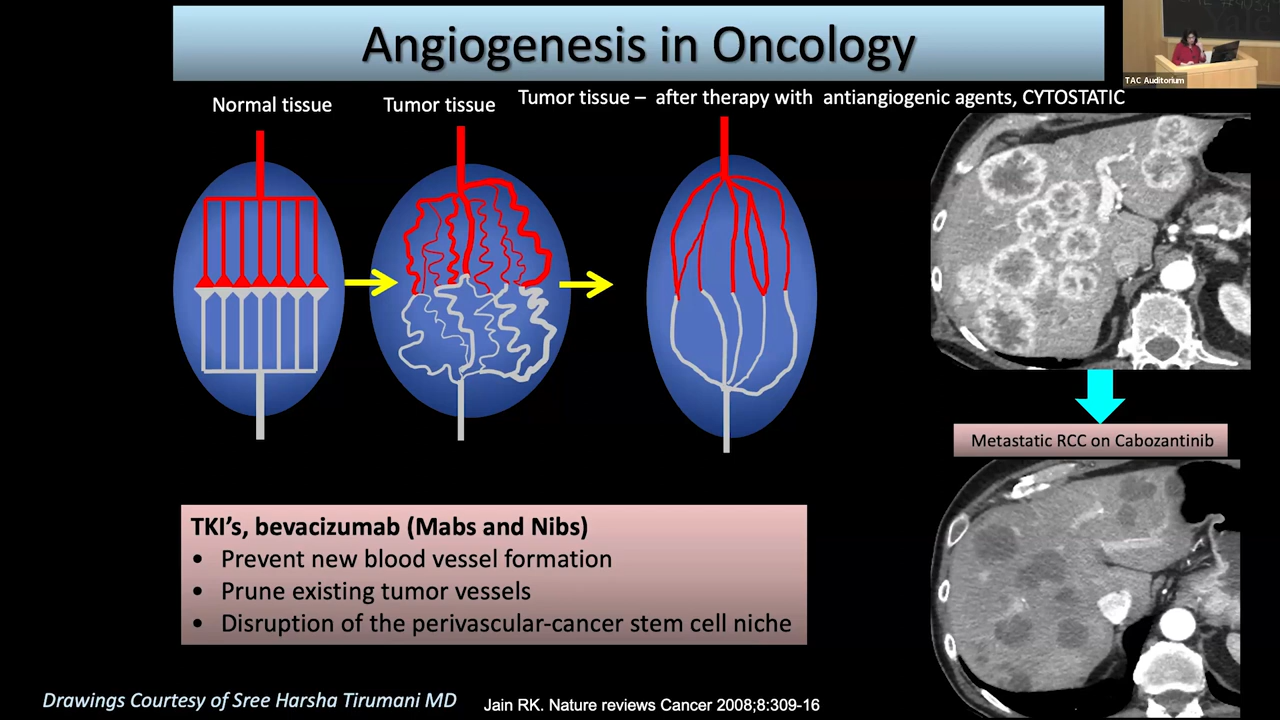 Angiogenesis in Oncology
TAC Auditorium
Normal tissue
Tumor tissue
Tumor tissue – after therapy with antiangiogenic agents, CYTOSTATIC
Metastatic RCC on Cabozantinib
TKI's, bevacizumab (Mabs and Nibs)
• Prevent new blood vessel formation
• Prune existing tumor vessels
• Disruption of the perivascular-cancer stem cell niche
Drawings Courtesy of Sree Harsha Tirumani MD
Jain RK. Nature reviews Cancer 2008;8:309-16